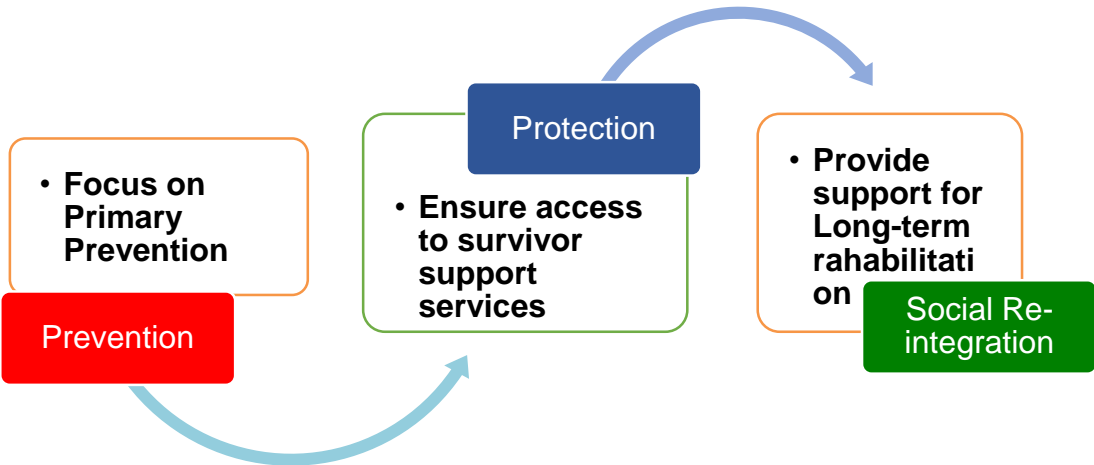 • Focus on
Primary
Prevention
Prevention
Protection
• Ensure access
to survivor
support
services
• Provide
support for
Long-term
rahabilitati
on
Social Re-
integration